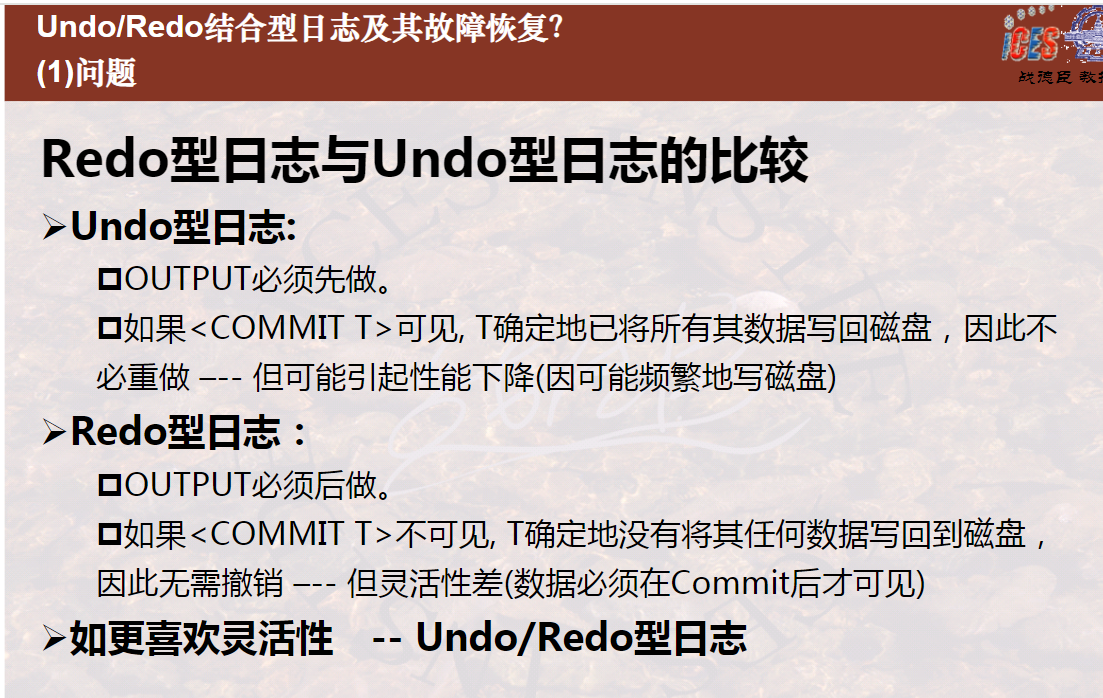 Undo/Redo结合型日志及其故障恢复?
(1)问题
iCES
战德臣 教
Redo型日志与Undo型日志的比较
➢Undo型日志:
OUTPUT必须先做。
如果<COMMIT T>可见, T确定地已将所有其数据写回磁盘，因此不
必重做 –-- 但可能引起性能下降(因可能频繁地写磁盘)
➢Redo型日志：
OUTPUT必须后做。
如果<COMMIT T>不可见, T确定地没有将其任何数据写回到磁盘，
因此无需撤销 –-- 但灵活性差(数据必须在Commit后才可见)
➢如更喜欢灵活性 -- Undo/Redo型日志